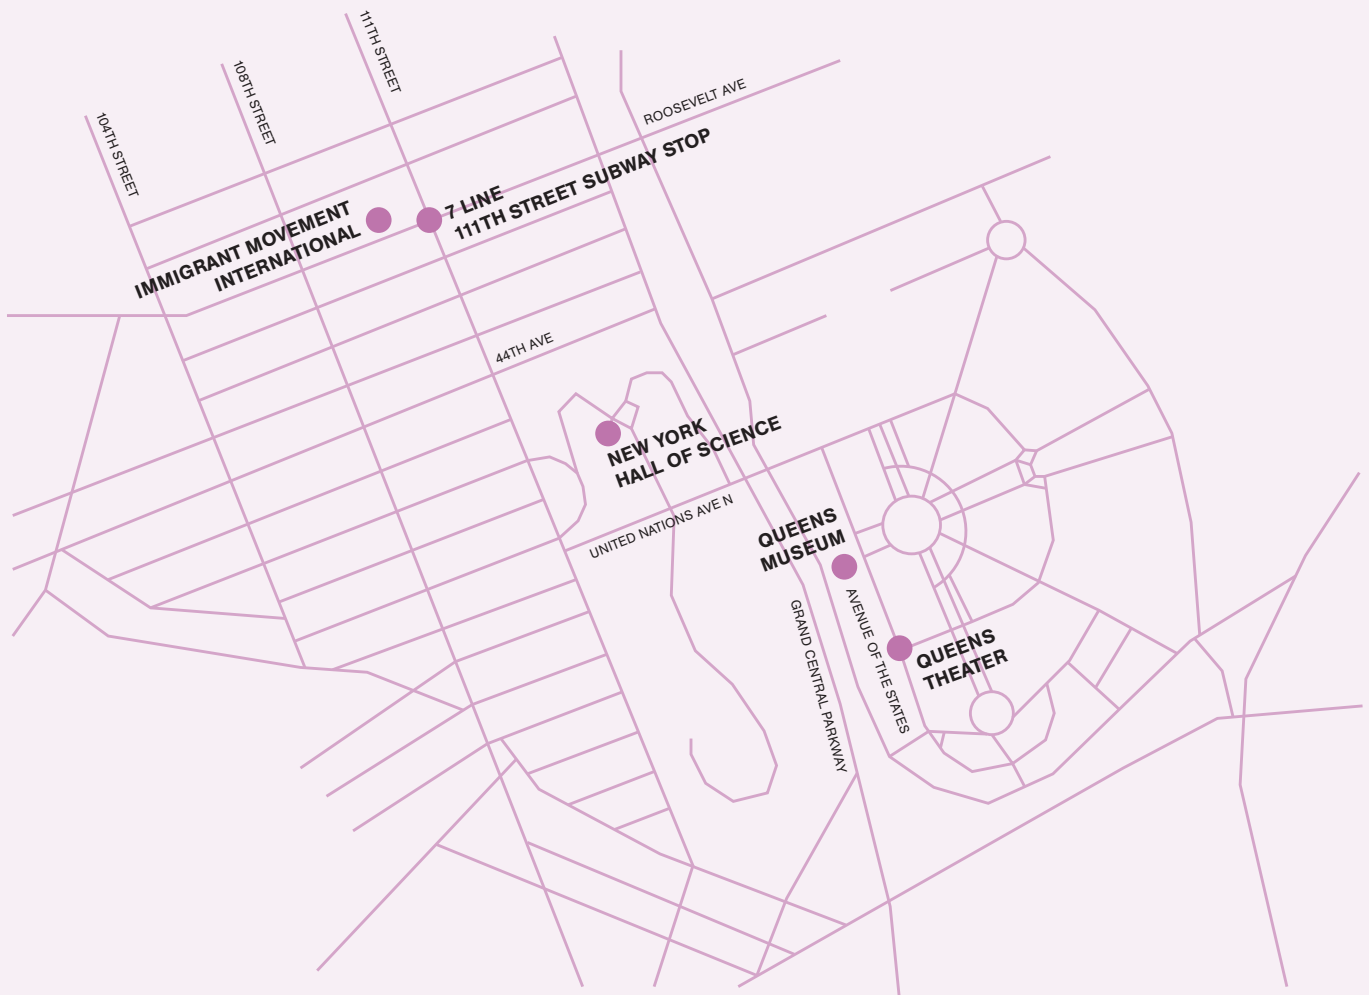 111TH STREET
108TH STREET
104TH STREET
ROOSEVELT AVE
7 LINE
111TH STREET SUBWAY STOP
IMMIGRANT MOVEMENT
INTERNATIONAL
44TH AVE
NEW YORK
HALL OF SCIENCE
UNITED NATIONS AVE N
QUEENS
MUSEUM
GRAND CENTRAL PARKWAY
AVENUE OF THE STATES
QUEENS
THEATER